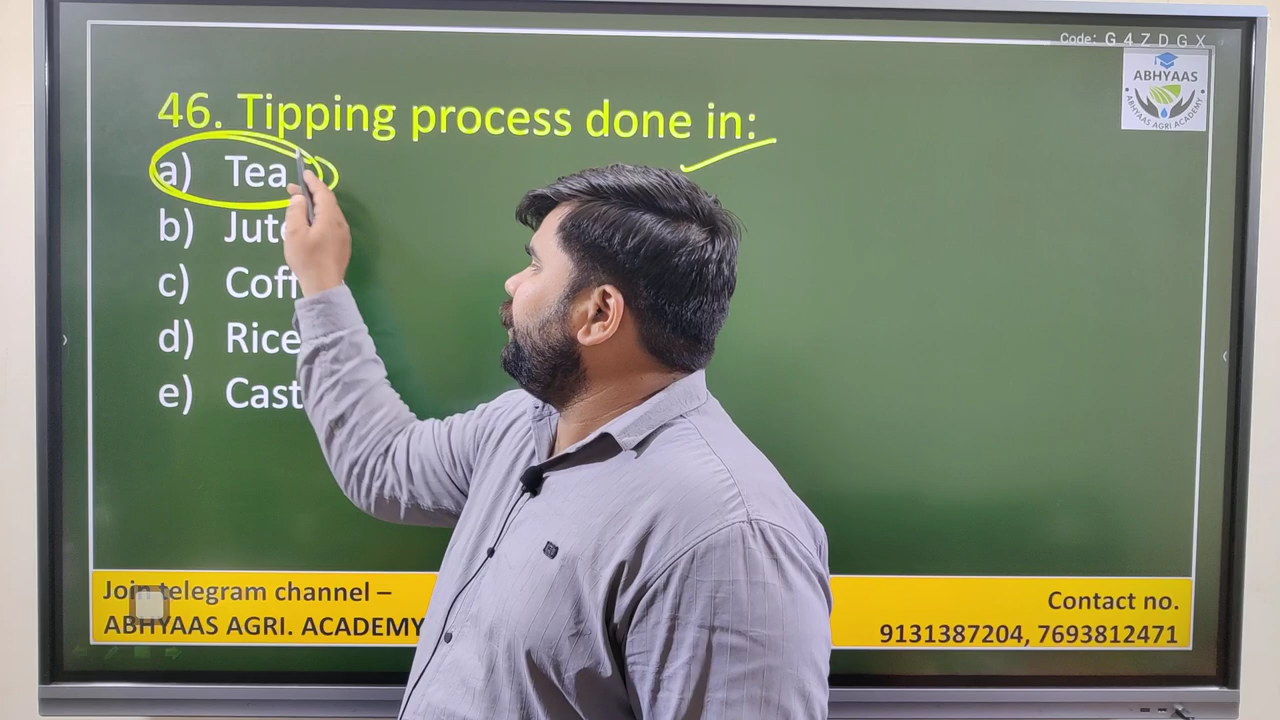 Code: G 4 Z D G X
ABHYAAS
ABHYAAS AGRI ACADEMY
46. Tipping process done in:
a) Tea
b) Jute
c) Coff
d) Rice
e) Cast
Join telegram channel –
ABHYAAS AGRI. ACADEMY
Contact no.
9131387204, 7693812471